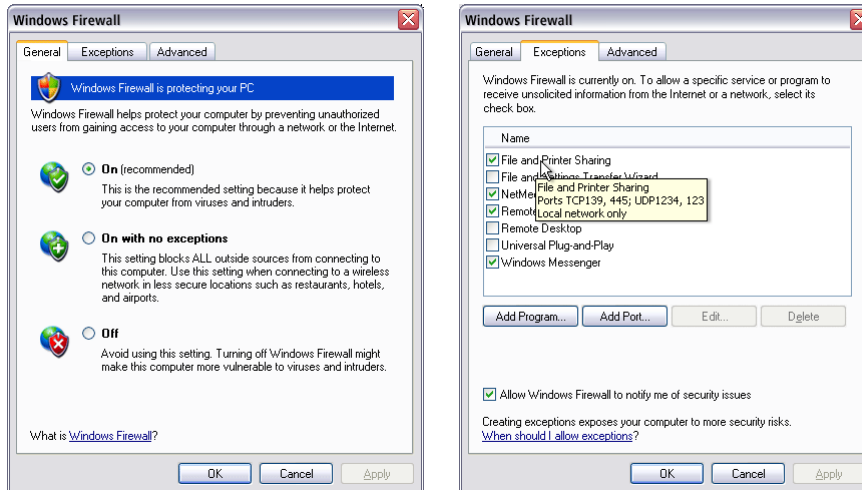 Windows Firewall
General Exceptions Advanced
Windows Firewall is protecting your PC
Windows Firewall helps protect your computer by preventing unauthorized
users from gaining access to your computer through a network or the Internet.
On (recommended)
This is the recommended setting because it helps protect
your computer from viruses and intruders.
On with no exceptions
This setting blocks ALL outside sources from connecting to
this computer. Use this setting when connecting to a wireless
network in less secure locations such as restaurants, hotels,
and airports.
Off
Avoid using this setting. Turning off Windows Firewall might
make this computer more vulnerable to viruses and intruders.
What is Windows Firewall?
OK Cancel Apply
Windows Firewall
General Exceptions Advanced
Windows Firewall is currently on. To allow a specific service or program to
receive unsolicited information from the Internet or a network, select its
check box.
Name
File and Printer Sharing
File and Settings Transfer Wizard
File and Printer Sharing
Ports TCP139, 445; UDP1234, 123
Local network only
Remote Desktop
Universal Plug-and-Play
Windows Messenger
Add Program... Add Port... Edit... Delete
Allow Windows Firewall to notify me of security issues
Creating exceptions exposes your computer to more security risks.
When should I allow exceptions?
OK Cancel Apply